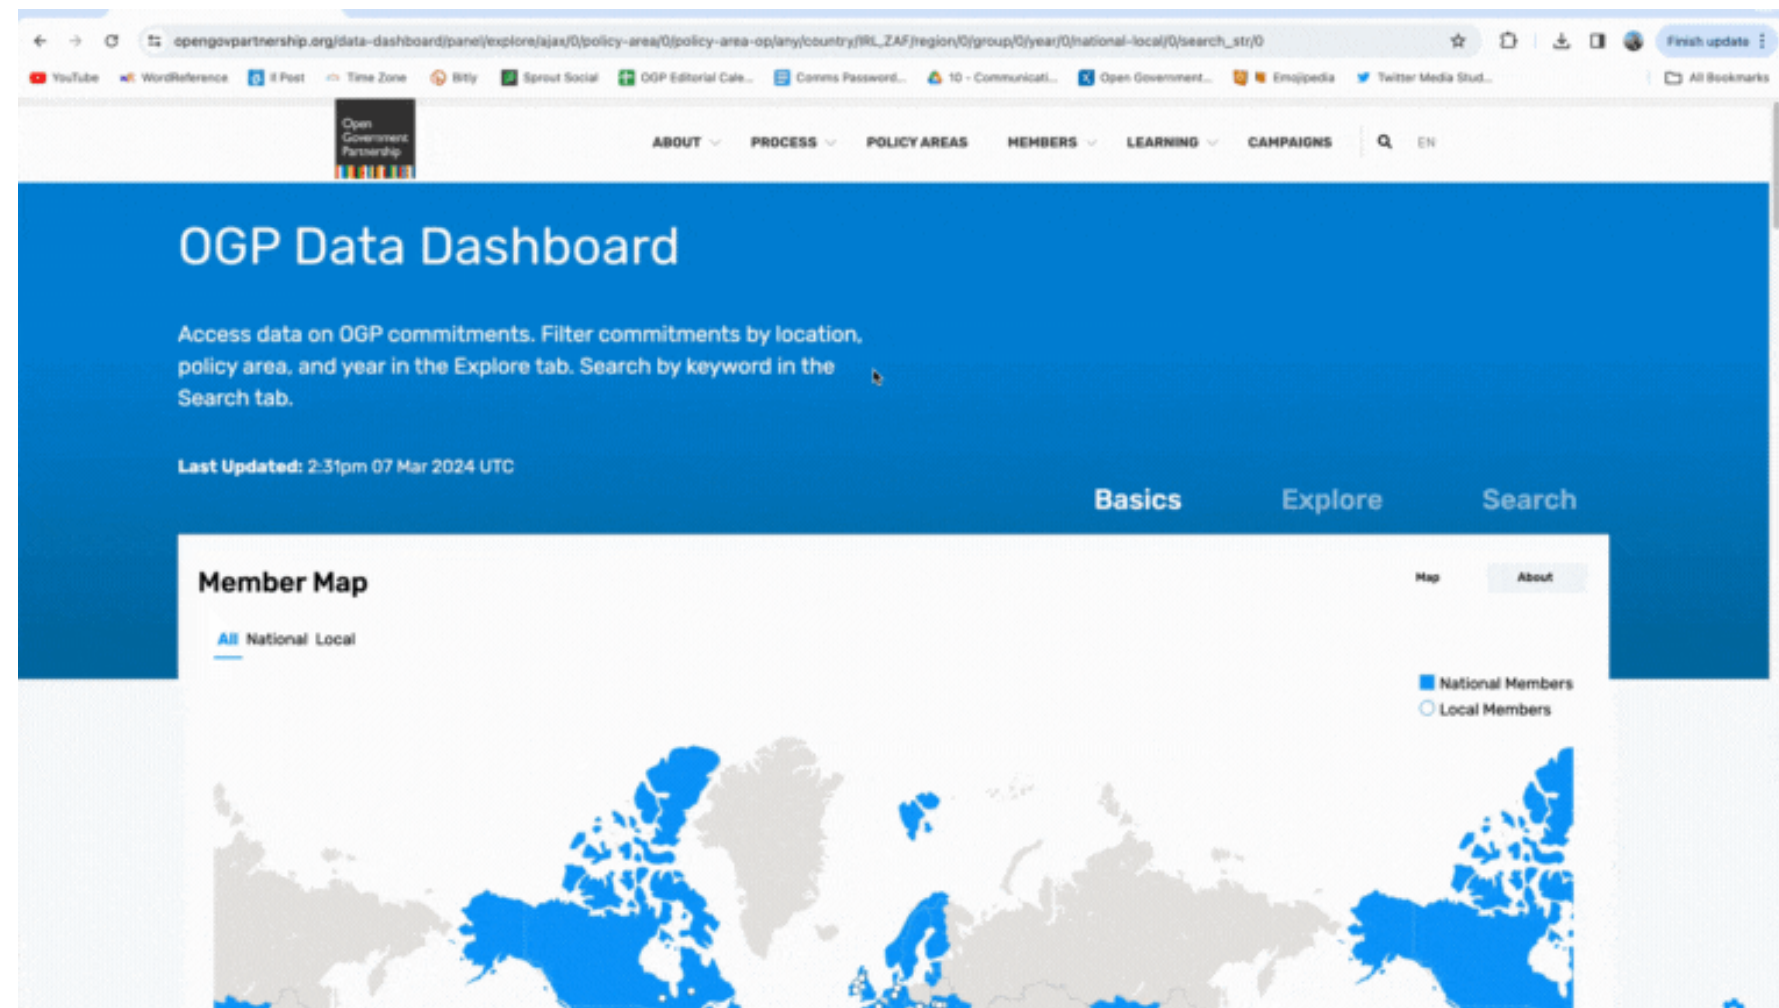 opengovpartnership.org/data-dashboard/panel/explore/ajax/0/policy-area/0/policy-area-op/any/country/IRL_ZAF/region/0/group/0/year/0/national-local/0/search_str/0
Finish update
YouTube WordReference Il Post Time Zone Bitly Sprout Social OGP Editorial Cale... Comms Password... 10 - Communicati... Open Government... Emojipedia Twitter Media Stud... All Bookmarks
Open
Government
Partnership
ABOUT PROCESS POLICY AREAS MEMBERS LEARNING CAMPAIGNS EN
OGP Data Dashboard
Access data on OGP commitments. Filter commitments by location,
policy area, and year in the Explore tab. Search by keyword in the
Search tab.
Last Updated: 2:31pm 07 Mar 2024 UTC
Basics Explore Search
Member Map
Map About
All National Local
National Members
Local Members